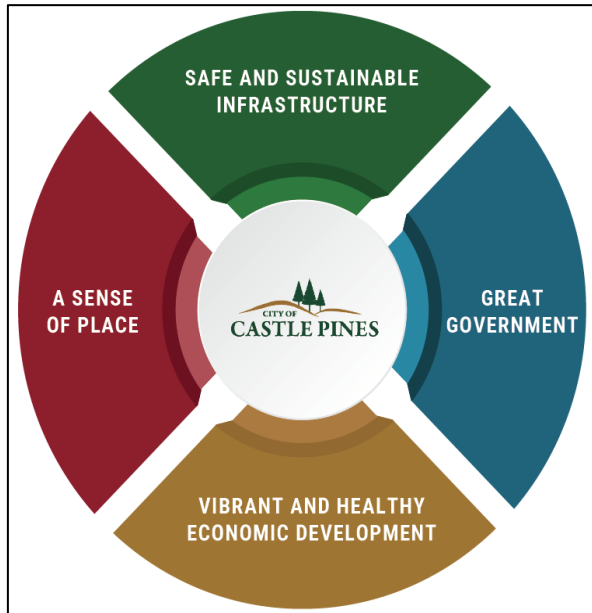 SAFE AND SUSTAINABLE
INFRASTRUCTURE
A SENSE
OF PLACE
CITY OF
CASTLE PINES
GREAT
GOVERNMENT
VIBRANT AND HEALTHY
ECONOMIC DEVELOPMENT